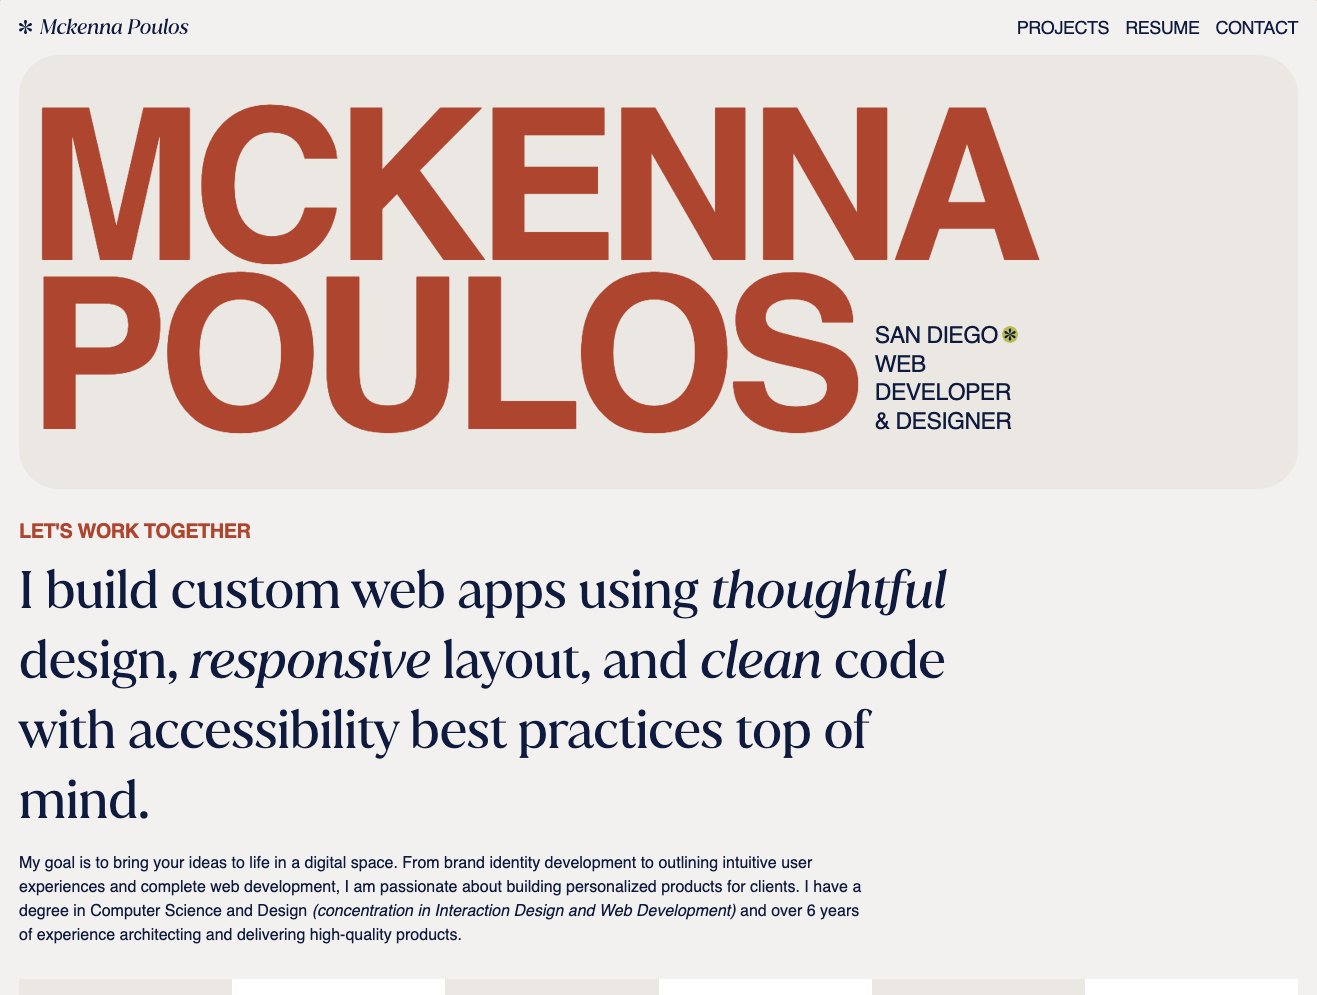 ✻ Mckenna Poulos
PROJECTS RESUME CONTACT
MCKENNA
POULOS
SAN DIEGO ✻
WEB
DEVELOPER
& DESIGNER
LET'S WORK TOGETHER
I build custom web apps using thoughtful
design, responsive layout, and clean code
with accessibility best practices top of
mind.
My goal is to bring your ideas to life in a digital space. From brand identity development to outlining intuitive user
experiences and complete web development, I am passionate about building personalized products for clients. I have a
degree in Computer Science and Design (concentration in Interaction Design and Web Development) and over 6 years
of experience architecting and delivering high-quality products.